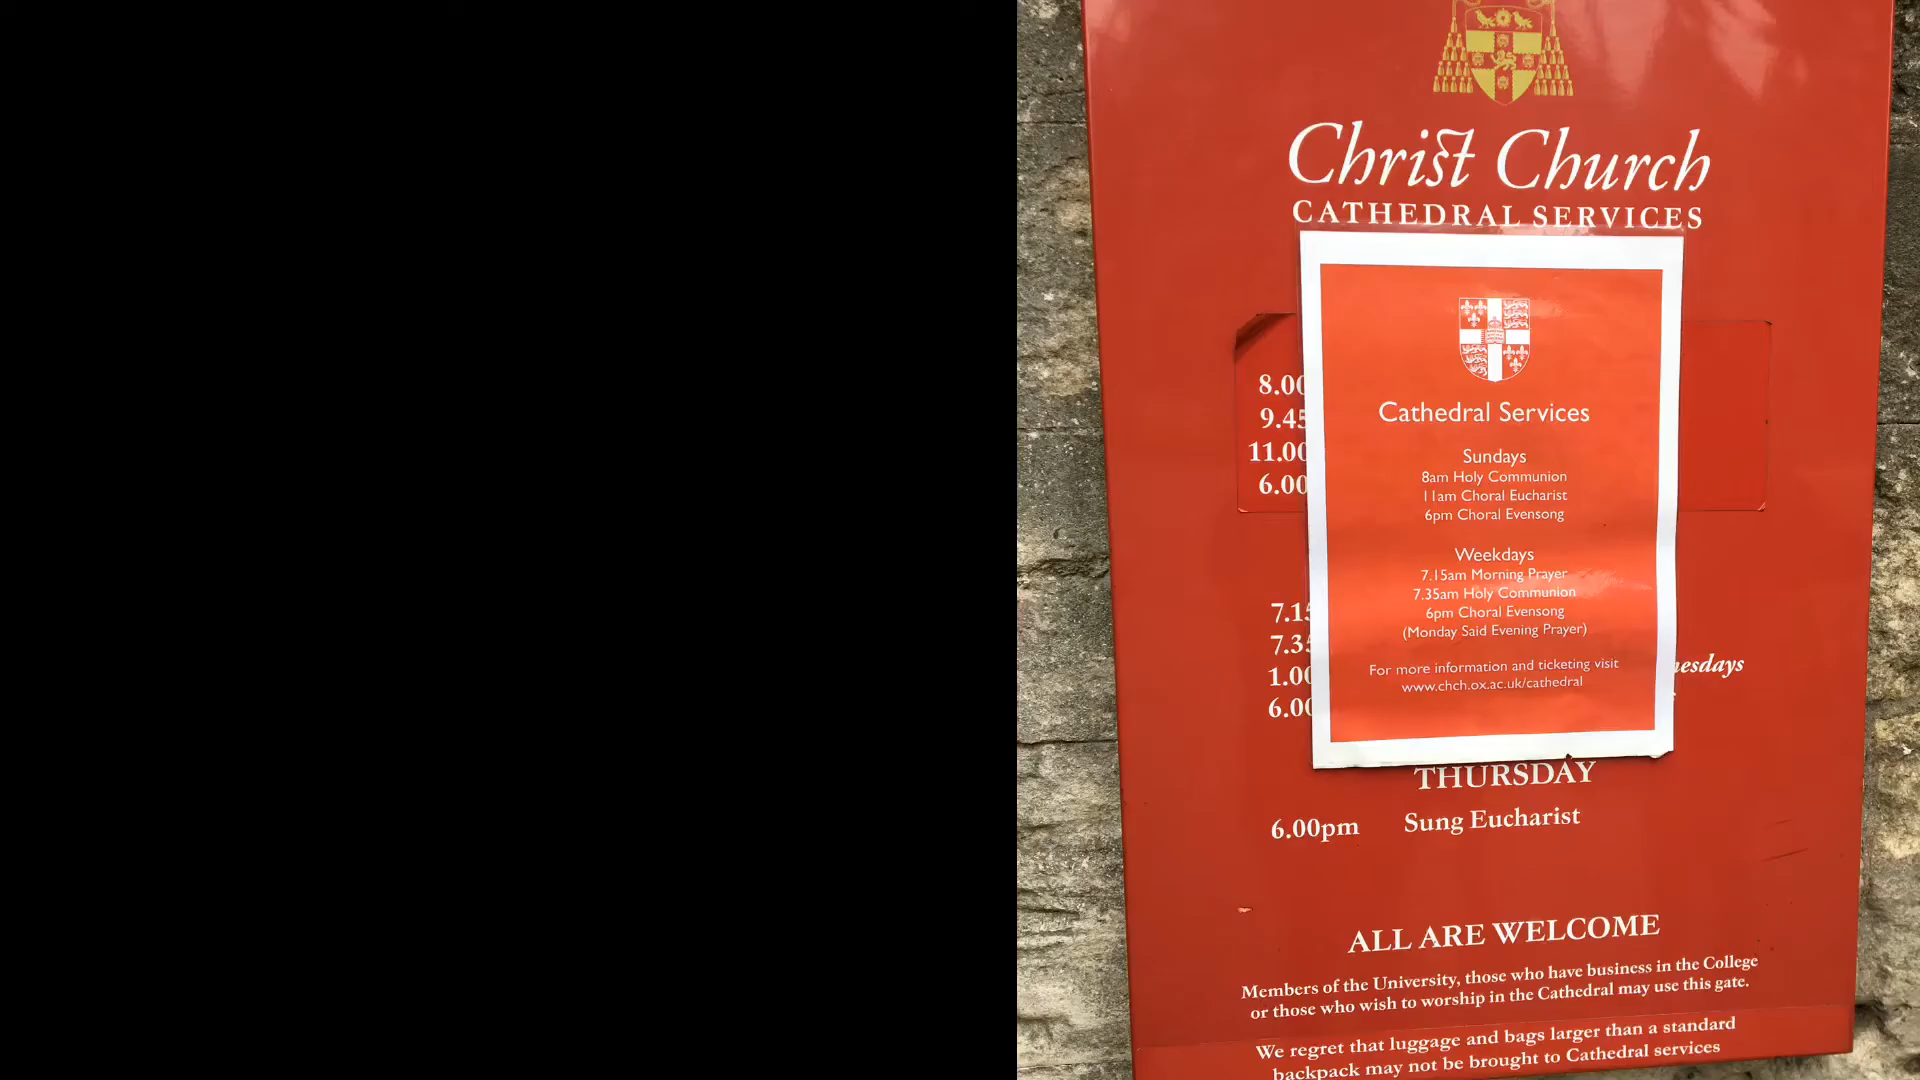 Christ Church
CATHEDRAL SERVICES
Cathedral Services
Sundays
8am Holy Communion
11am Choral Eucharist
6pm Choral Evensong
Weekdays
7.15am Morning Prayer
7.35am Holy Communion
6pm Choral Evensong
(Monday Said Evening Prayer)
For more information and ticketing visit
www.chch.ox.ac.uk/cathedral
8.00
9.45
11.00
6.00
7.15
7.35
1.00
6.00
THURSDAY
6.00pm Sung Eucharist
ALL ARE WELCOME
Members of the University, those who have business in the College
or those who wish to worship in the Cathedral may use this gate.
We regret that luggage and bags larger than a standard
backpack may not be brought to Cathedral services